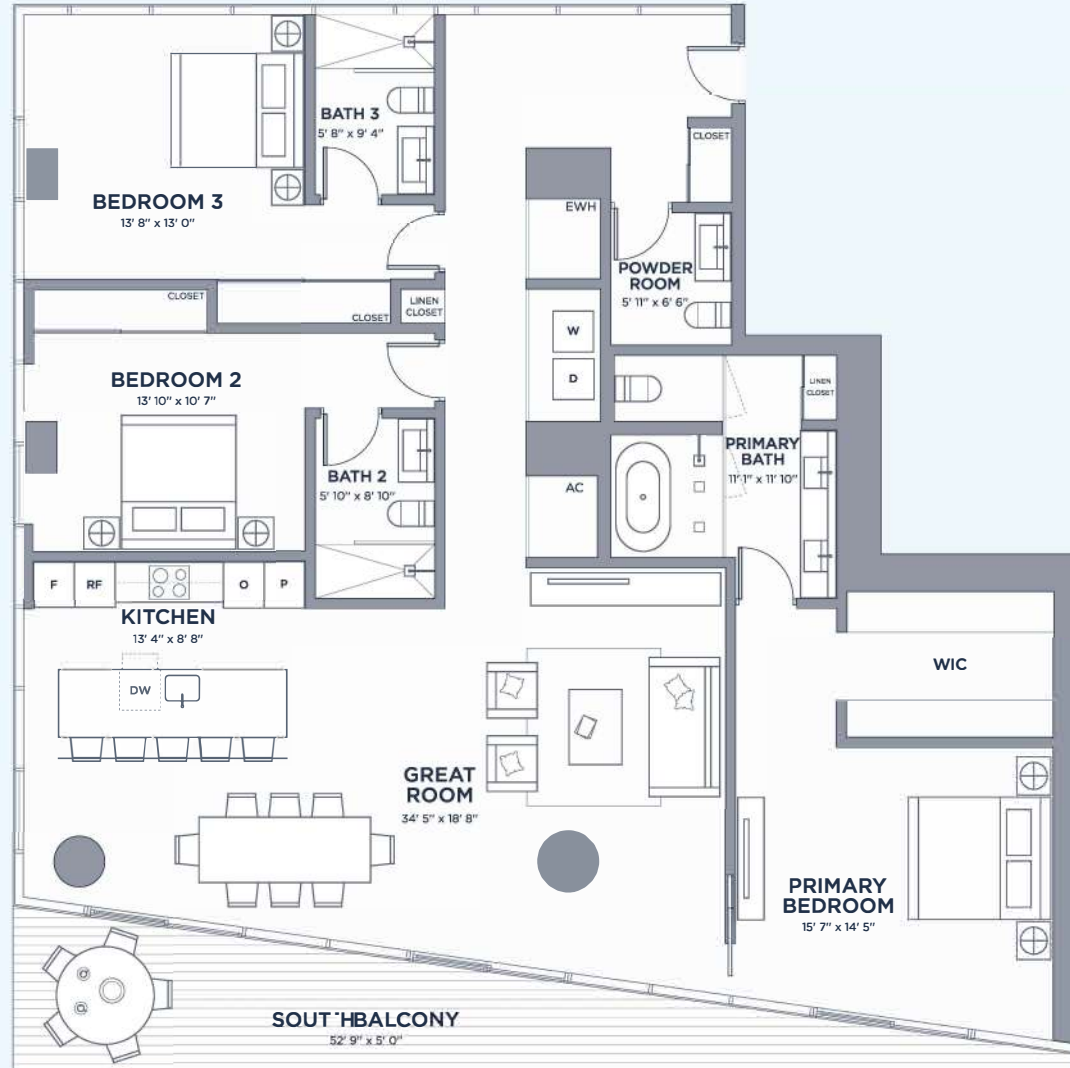 BATH 3
5' 8" x 9' 4"
CLOSET
BEDROOM 3
13' 8" x 13' 0"
EWH
POWDER
ROOM
5' 11" x 6' 6"
CLOSET
CLOSET
LINEN
CLOSET
W
D
BEDROOM 2
13' 10" x 10' 7"
LINEN
CLOSET
PRIMARY
BATH
11' 1" x 11' 10"
BATH 2
5' 10" x 8' 10"
AC
F
RF
O
P
KITCHEN
13' 4" x 8' 8"
DW
WIC
GREAT
ROOM
34' 5" x 18' 8"
PRIMARY
BEDROOM
15' 7" x 14' 5"
SOUTHBALCONY
52' 9" x 5' 0"